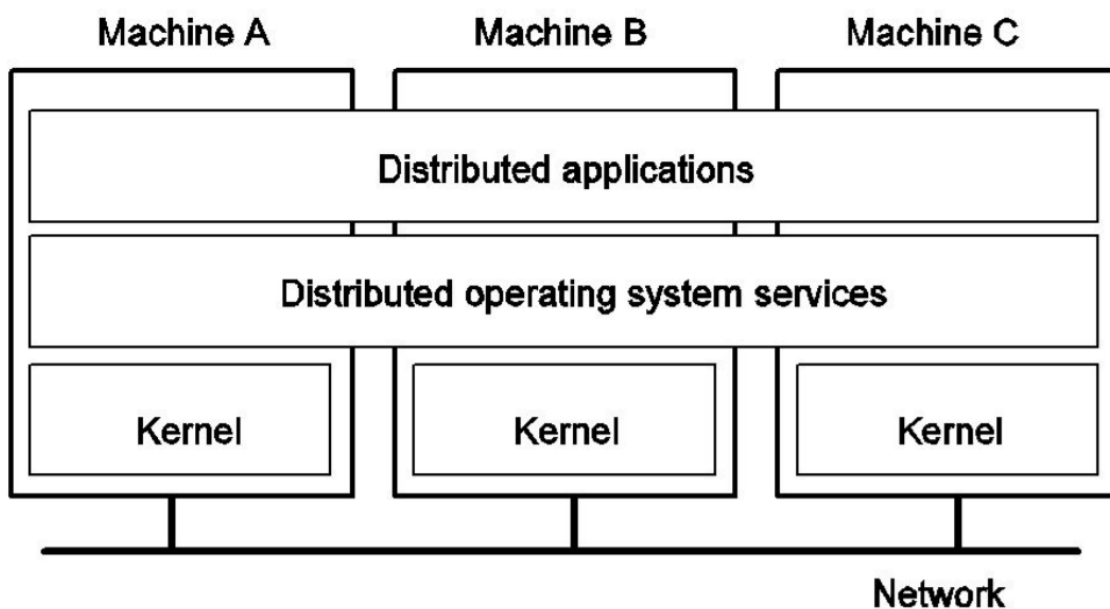 Machine A
Machine B
Machine C
Distributed applications
Distributed operating system services
Kernel
Kernel
Kernel
Network